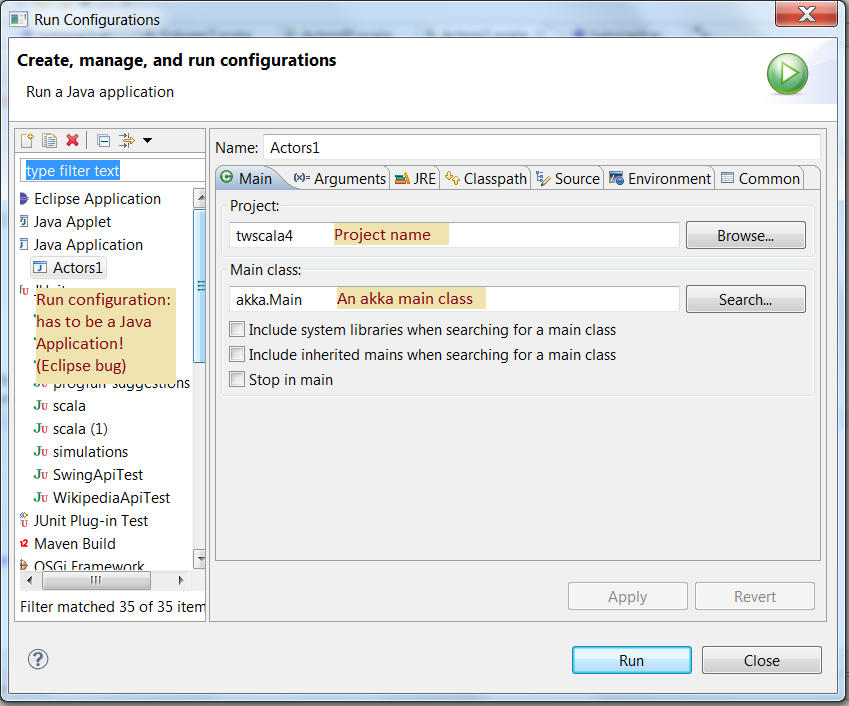 Run Configurations
Create, manage, and run configurations
Run a Java application
type filter text
Eclipse Application
Java Applet
Java Application
Actors1
Run configuration:
has to be a Java
Application!
(Eclipse bug)
progfun-suggestions
scala
scala (1)
simulations
SwingApiTest
WikipediaApiTest
JUnit Plug-in Test
Maven Build
OSGi Framework
Filter matched 35 of 35 item
Name: Actors1
Main (x)= Arguments JRE Classpath Source Environment Common
Project:
twscala4 Project name Browse...
Main class:
akka.Main An akka main class Search...
Include system libraries when searching for a main class
Include inherited mains when searching for a main class
Stop in main
Apply Revert
Run Close